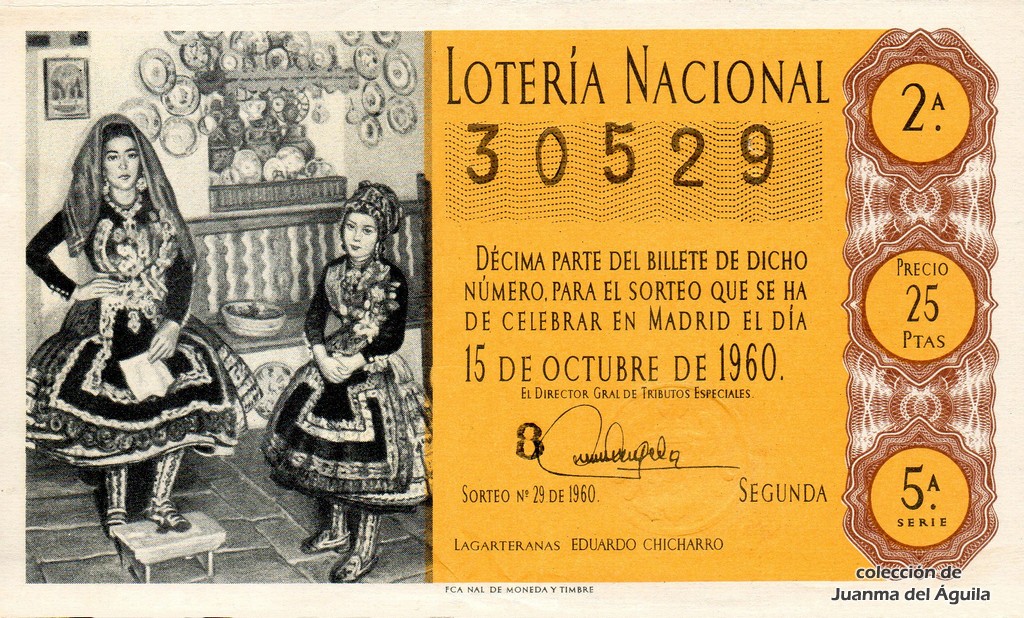 LOTERÍA NACIONAL
30529
DÉCIMA PARTE DEL BILLETE DE DICHO
NÚMERO, PARA EL SORTEO QUE SE HA
DE CELEBRAR EN MADRID EL DÍA
15 DE OCTUBRE DE 1960.
EL DIRECTOR GRAL DE TRIBUTOS ESPECIALES.
8
SORTEO Nº 29 DE 1960.
SEGUNDA
LAGARTERANAS EDUARDO CHICHARRO
FCA NAL DE MONEDA Y TIMBRE
2.ª
PRECIO
25
PTAS
5.ª
SERIE
colección de
Juanma del Águila